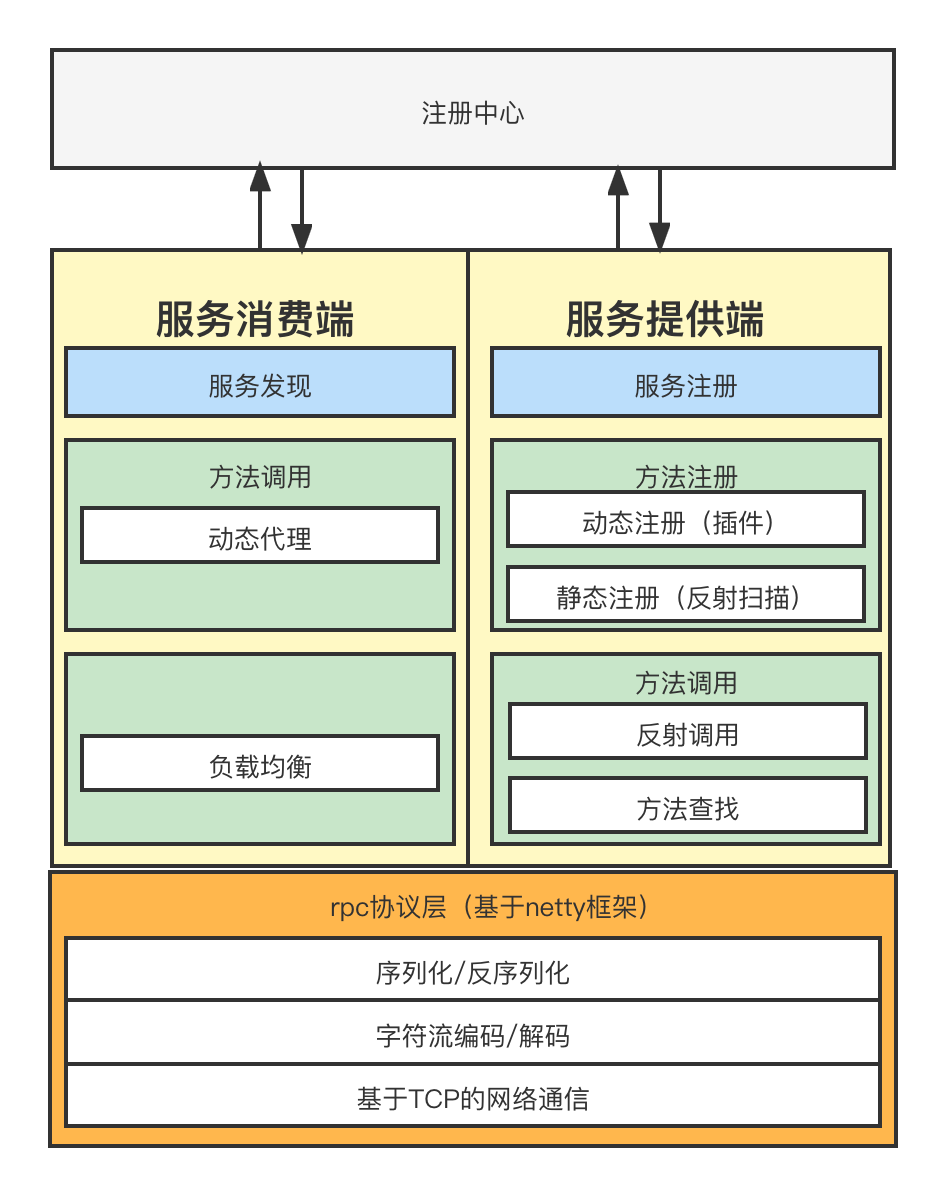 注册中心
服务消费端
服务发现
方法调用
动态代理
负载均衡
服务提供端
服务注册
方法注册
动态注册（插件）
静态注册（反射扫描）
方法调用
反射调用
方法查找
rpc协议层（基于netty框架）
序列化/反序列化
字符流编码/解码
基于TCP的网络通信